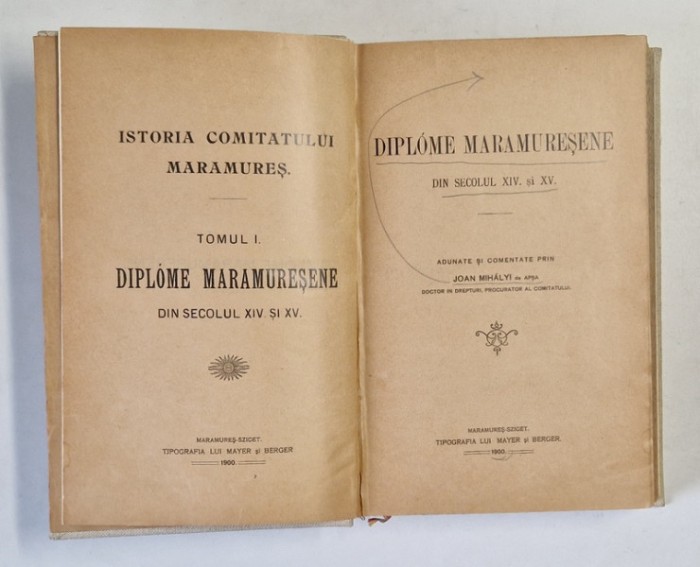 ISTORIA COMITATULUI
MARAMUREȘ.
TOMUL I.
DIPLÓME MARAMUREȘENE
DIN SECOLUL XIV. ȘI XV.
MARAMUREȘ-SZIGET.
TIPOGRAFIA LUI MAYER și BERGER
1900.
DIPLÓME MARAMUREȘENE
DIN SECOLUL XIV. și XV.
ADUNATE ȘI COMENTATE PRIN
JOAN MIHÁLYI de APȘA
DOCTOR IN DREPTURI, PROCURATOR AL COMITATULUI.
MARAMUREȘ-SZIGET.
TIPOGRAFIA LUI MAYER și BERGER.
1900.